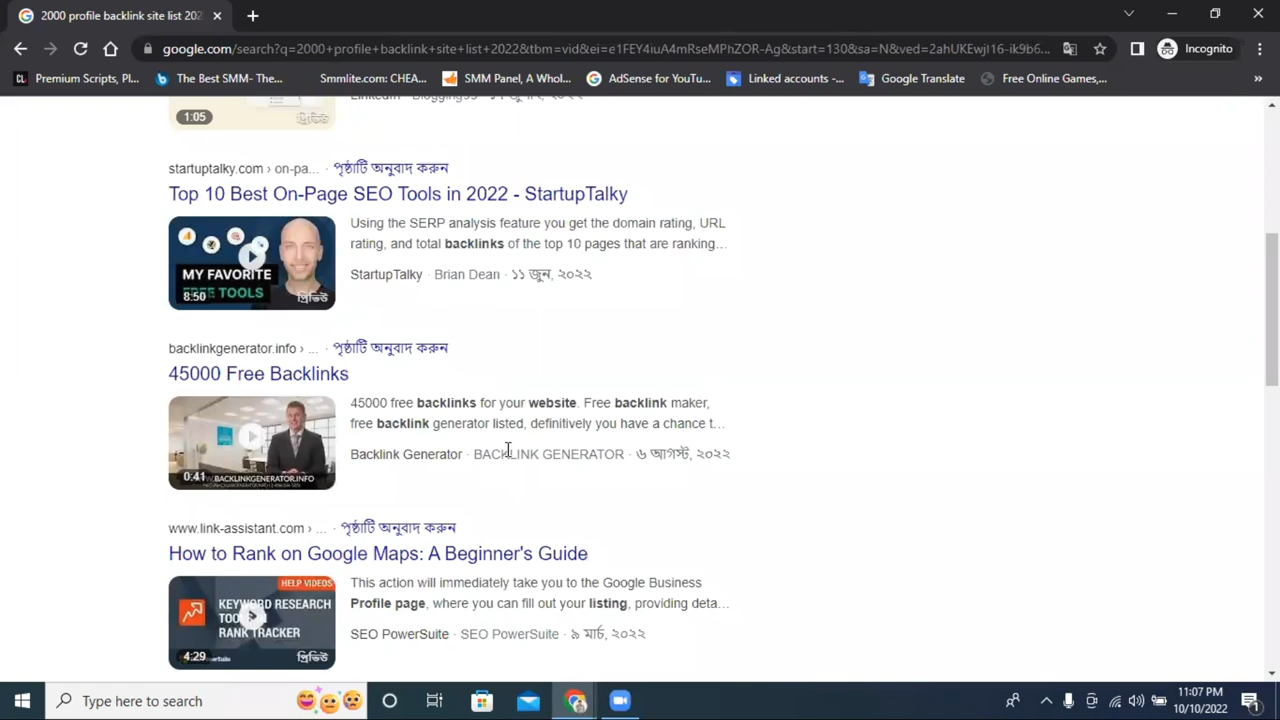 2000 profile backlink site list 202
google.com/search?q=2000+profile+backlink+site+list+2022&tbm=vid&ei=e1FEY4iuA4mRseMPhZOR-Ag&start=130&sa=N&ved=2ahUKEwjI16-ik9b6...
Incognito
Premium Scripts, Pl...
The Best SMM- The...
Smmlite.com: CHEA...
SMM Panel, A Whol...
AdSense for YouTu...
Linked accounts -...
Google Translate
Free Online Games,...
»
1:05
প্রিভিউ
startuptalky.com › on-pa... · পৃষ্ঠাটি অনুবাদ করুন
Top 10 Best On-Page SEO Tools in 2022 - StartupTalky
MY FAVORITE
FREE TOOLS
8:50
প্রিভিউ
Using the SERP analysis feature you get the domain rating, URL
rating, and total backlinks of the top 10 pages that are ranking...
StartupTalky · Brian Dean · ১১ জুন, ২০২২
backlinkgenerator.info › ... · পৃষ্ঠাটি অনুবাদ করুন
45000 Free Backlinks
0:41
BACKLINKGENERATOR.INFO
45000 free backlinks for your website. Free backlink maker,
free backlink generator listed, definitively you have a chance t...
Backlink Generator · BACKLINK GENERATOR · ৬ আগস্ট, ২০২২
www.link-assistant.com › ... · পৃষ্ঠাটি অনুবাদ করুন
How to Rank on Google Maps: A Beginner's Guide
HELP VIDEOS
KEYWORD RESEARCH
RANK TRACKER
4:29
প্রিভিউ
This action will immediately take you to the Google Business
Profile page, where you can fill out your listing, providing deta...
SEO PowerSuite · SEO PowerSuite · ৯ মার্চ, ২০২২
Type here to search
11:07 PM
10/10/2022